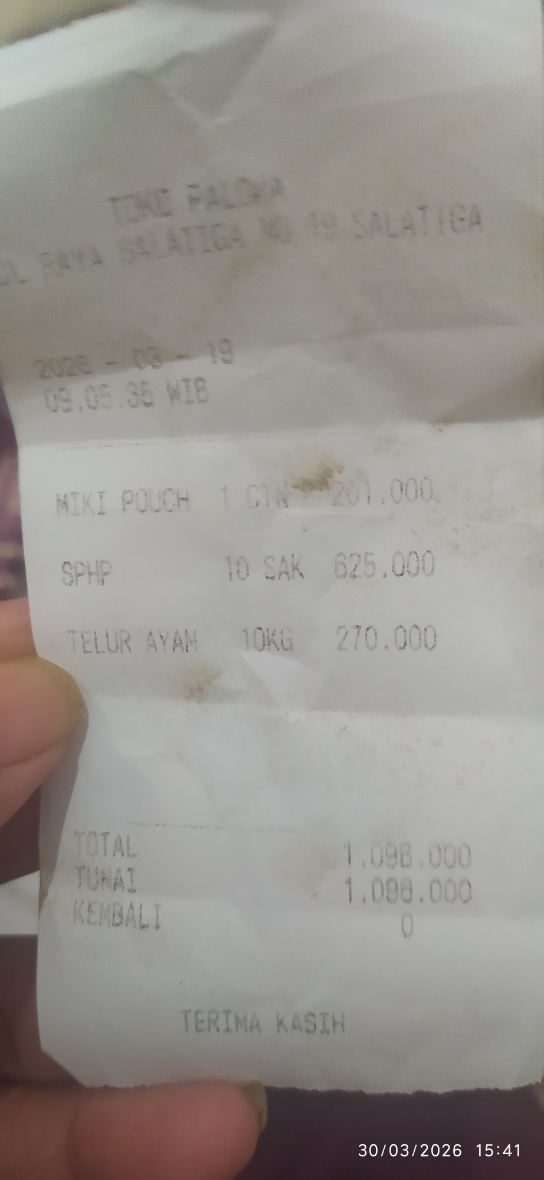 TOKO PALOMA
JL RAYA SALATIGA NO 19 SALATIGA
2026 - 03 - 19
09.05.35 WIB
MIKI POUCH 1 CTN 201.000
SPHP 10 SAK 625.000
TELUR AYAM 10KG 270.000
TOTAL 1.096.000
TUNAI 1.096.000
KEMBALI 0
TERIMA KASIH
30/03/2026 15:41